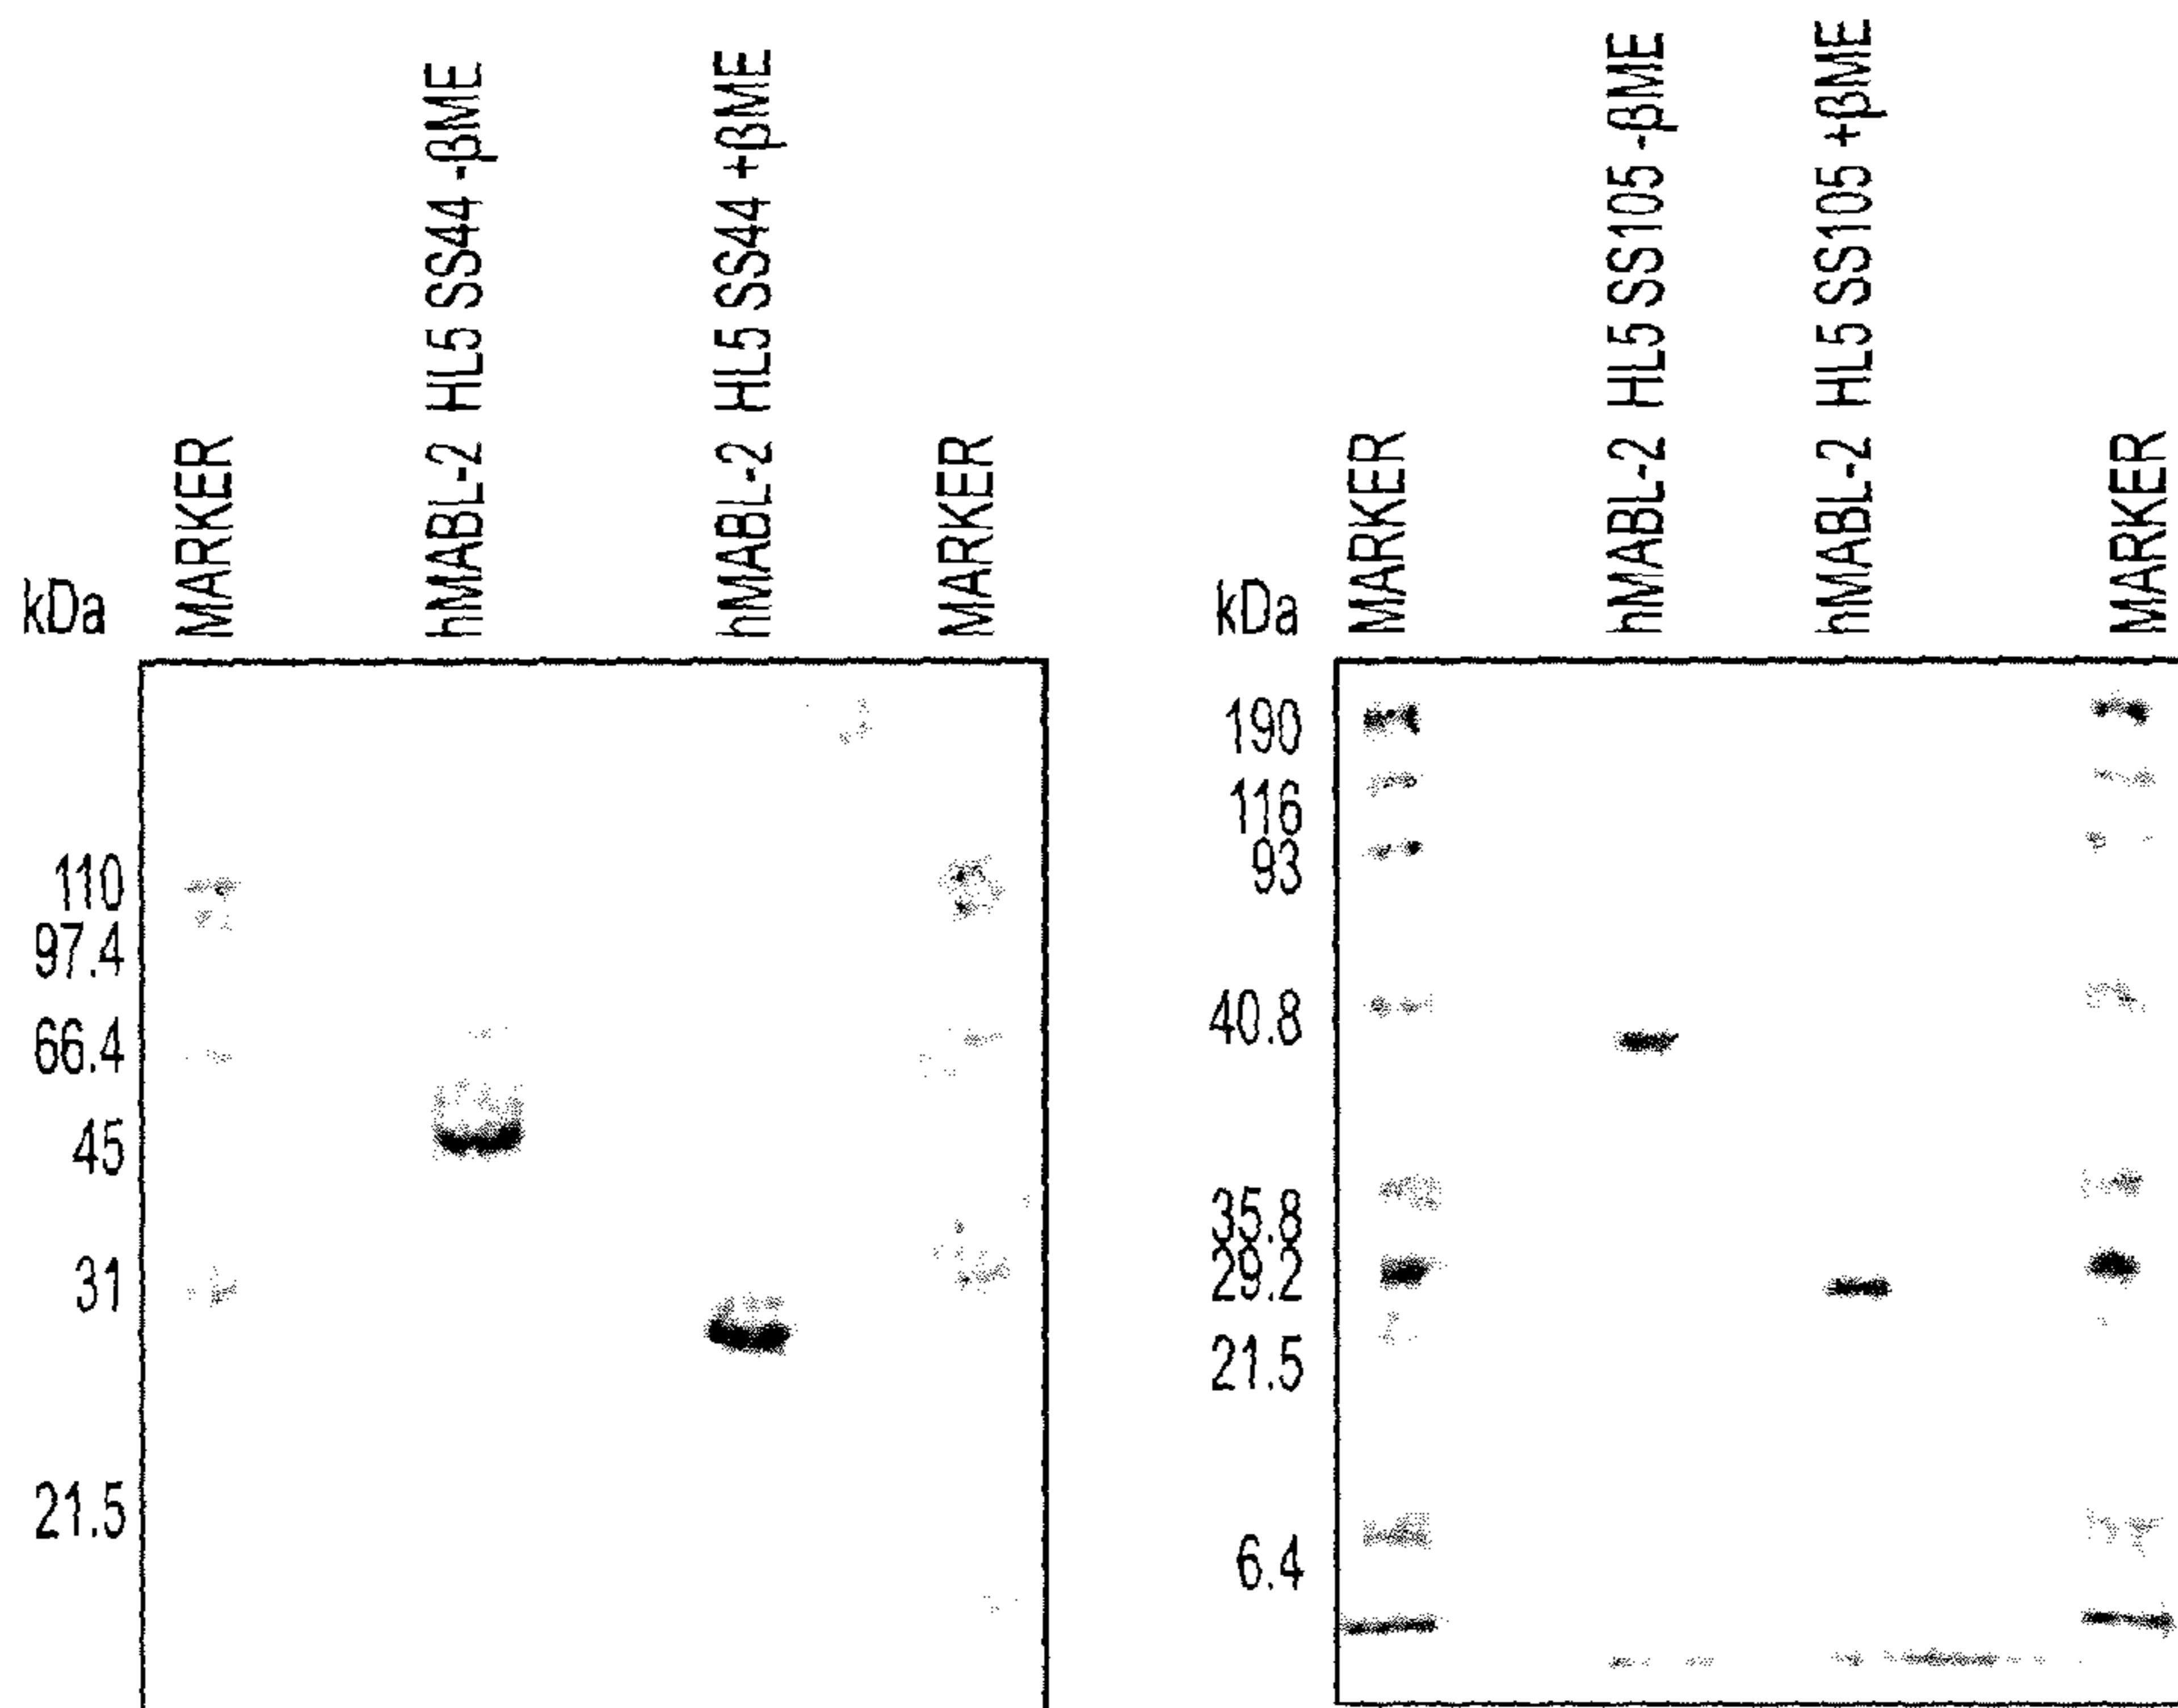 kDa
MARKER
hMABL-2 HL5 SS44 -βME
hMABL-2 HL5 SS44 +βME
MARKER
110
97.4
66.4
45
31
21.5
kDa
MARKER
hMABL-2 HL5 SS105 -βME
hMABL-2 HL5 SS105 +βME
MARKER
190
116
93
40.8
35.8
29.2
21.5
6.4